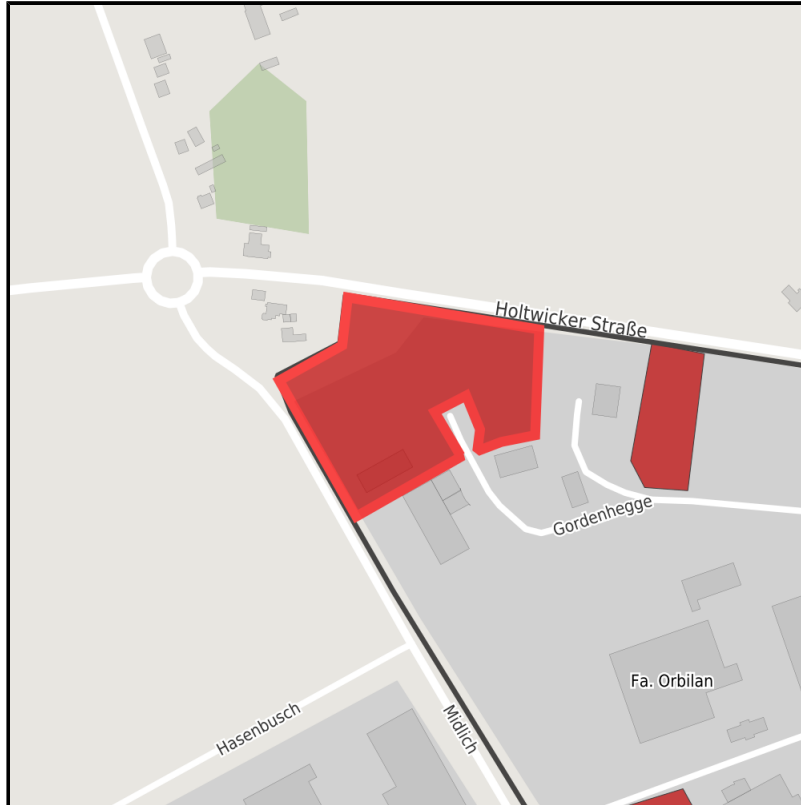 Holtwicker Straße
Gordenhegge
Fa. Orbilan
Hasenbusch
Midlich